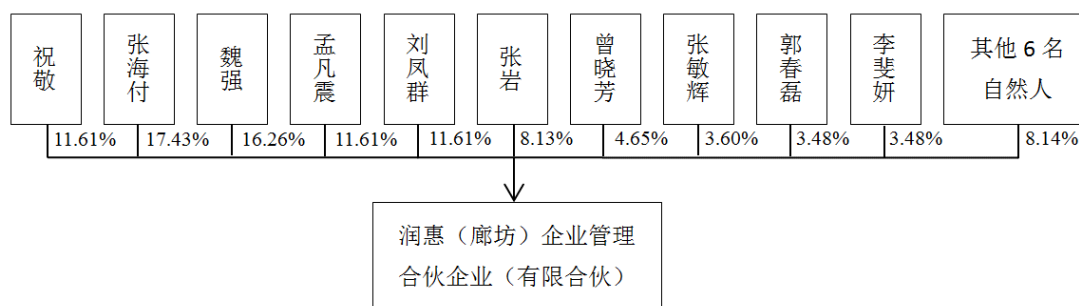 祝敬
张海付
魏强
孟凡震
刘凤群
张岩
曾晓芳
张敏辉
郭春磊
李斐妍
其他 6 名
自然人
11.61%
17.43%
16.26%
11.61%
11.61%
8.13%
4.65%
3.60%
3.48%
3.48%
8.14%
润惠（廊坊）企业管理
合伙企业（有限合伙）